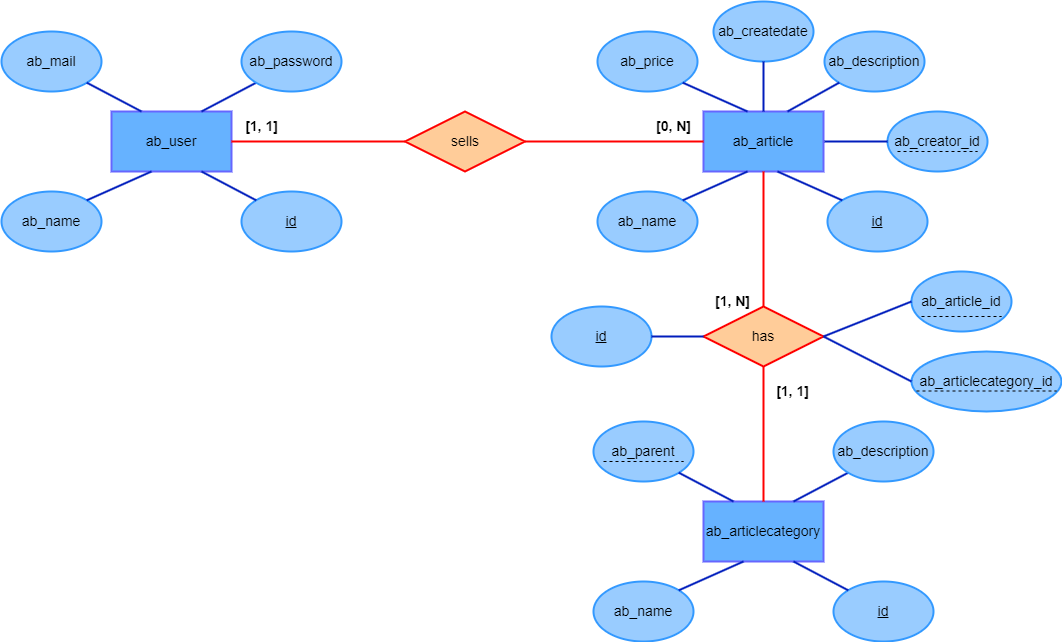 ab_createdate
ab_mail
ab_password
ab_price
ab_description
[1, 1]
[0, N]
ab_user
sells
ab_article
ab_creator_id
ab_name
id
ab_name
id
[1, N]
ab_article_id
id
has
ab_articlecategory_id
[1, 1]
ab_parent
ab_description
ab_articlecategory
ab_name
id